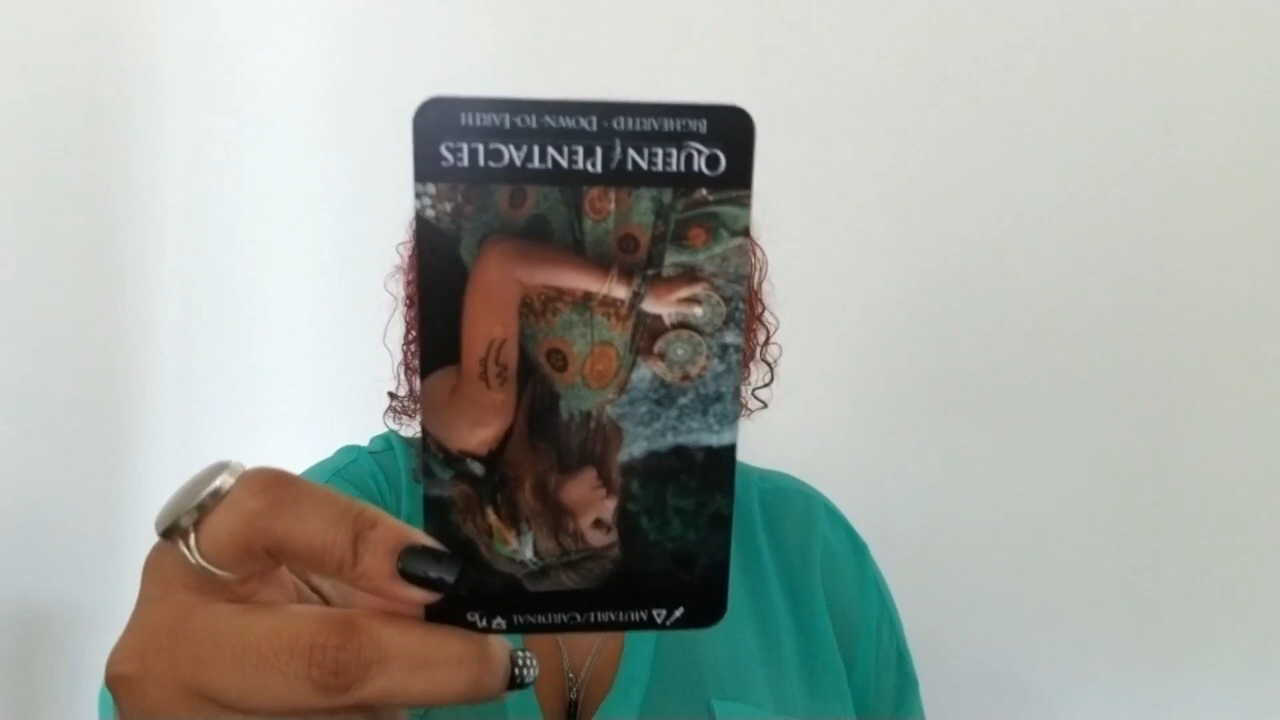 MUTABLE/CARDINAL
QUEEN of PENTACLES
BIGHEARTED · DOWN-TO-EARTH